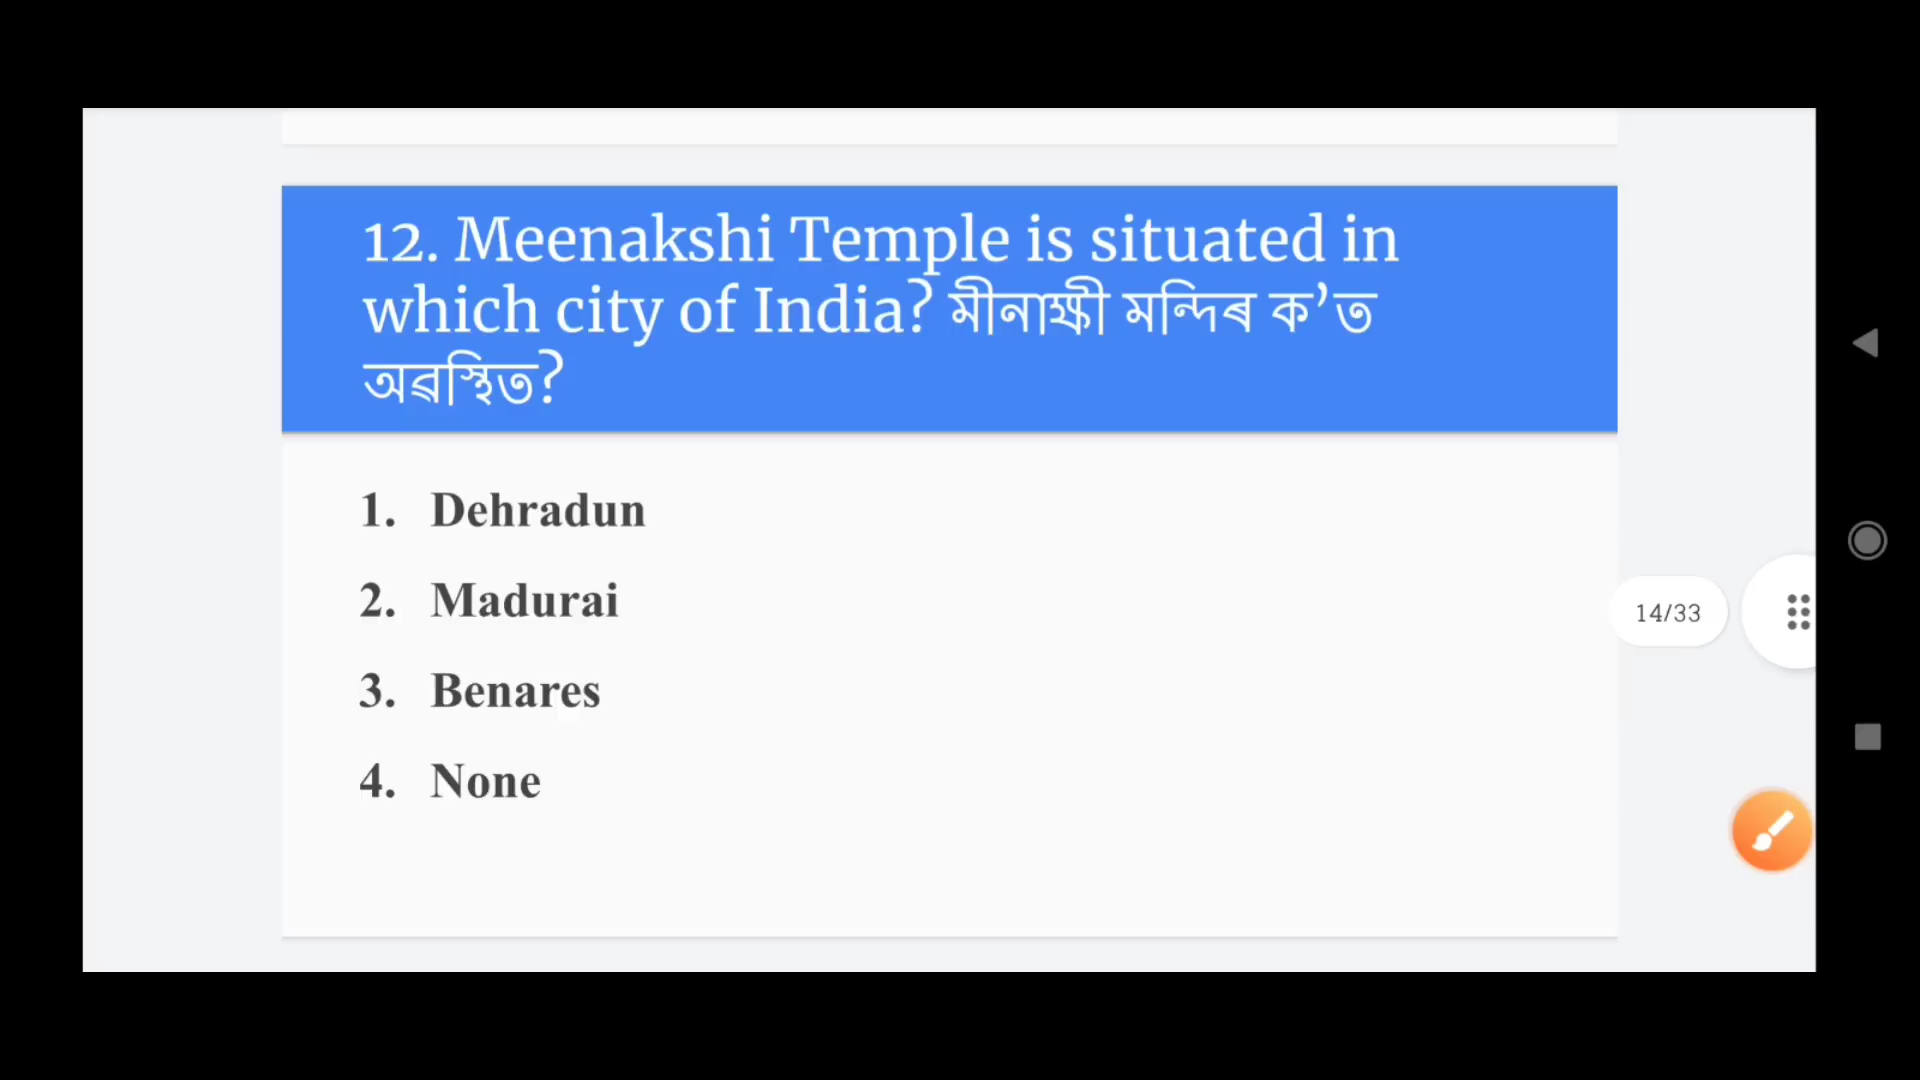 12. Meenakshi Temple is situated in
which city of India? মীনাক্ষী মন্দিৰ ক’ত
অৱস্থিত?
1. Dehradun
2. Madurai
3. Benares
4. None
14/33